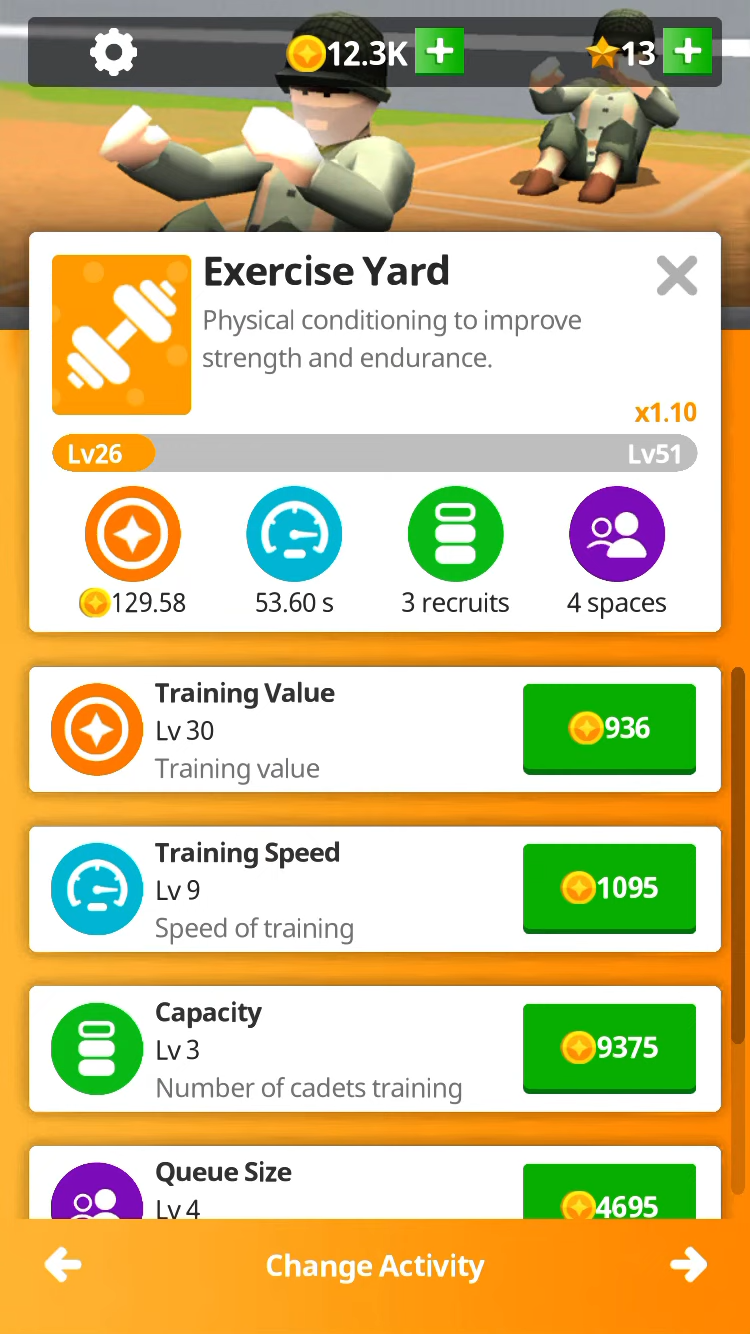 12.3K
13
Exercise Yard
Physical conditioning to improve
strength and endurance.
x1.10
Lv26 Lv51
129.58 53.60 s 3 recruits 4 spaces
Training Value
Lv 30
936
Training value
Training Speed
Lv 9
1095
Speed of training
Capacity
Lv 3
9375
Number of cadets training
Queue Size
Lv 4
4695
Change Activity